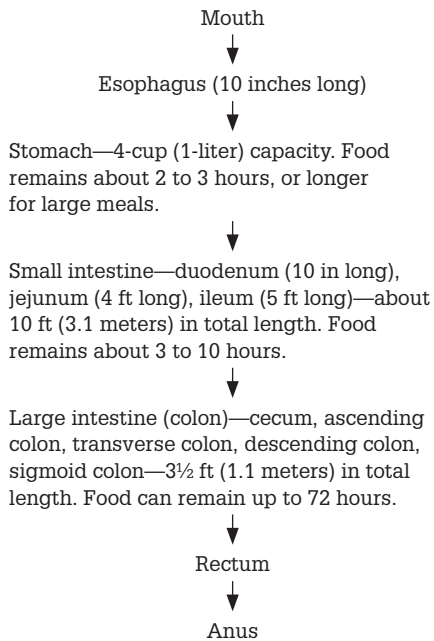 Mouth
Esophagus (10 inches long)
Stomach—4-cup (1-liter) capacity. Food
remains about 2 to 3 hours, or longer
for large meals.
Small intestine—duodenum (10 in long),
jejunum (4 ft long), ileum (5 ft long)—about
10 ft (3.1 meters) in total length. Food
remains about 3 to 10 hours.
Large intestine (colon)—cecum, ascending
colon, transverse colon, descending colon,
sigmoid colon—3½ ft (1.1 meters) in total
length. Food can remain up to 72 hours.
Rectum
Anus